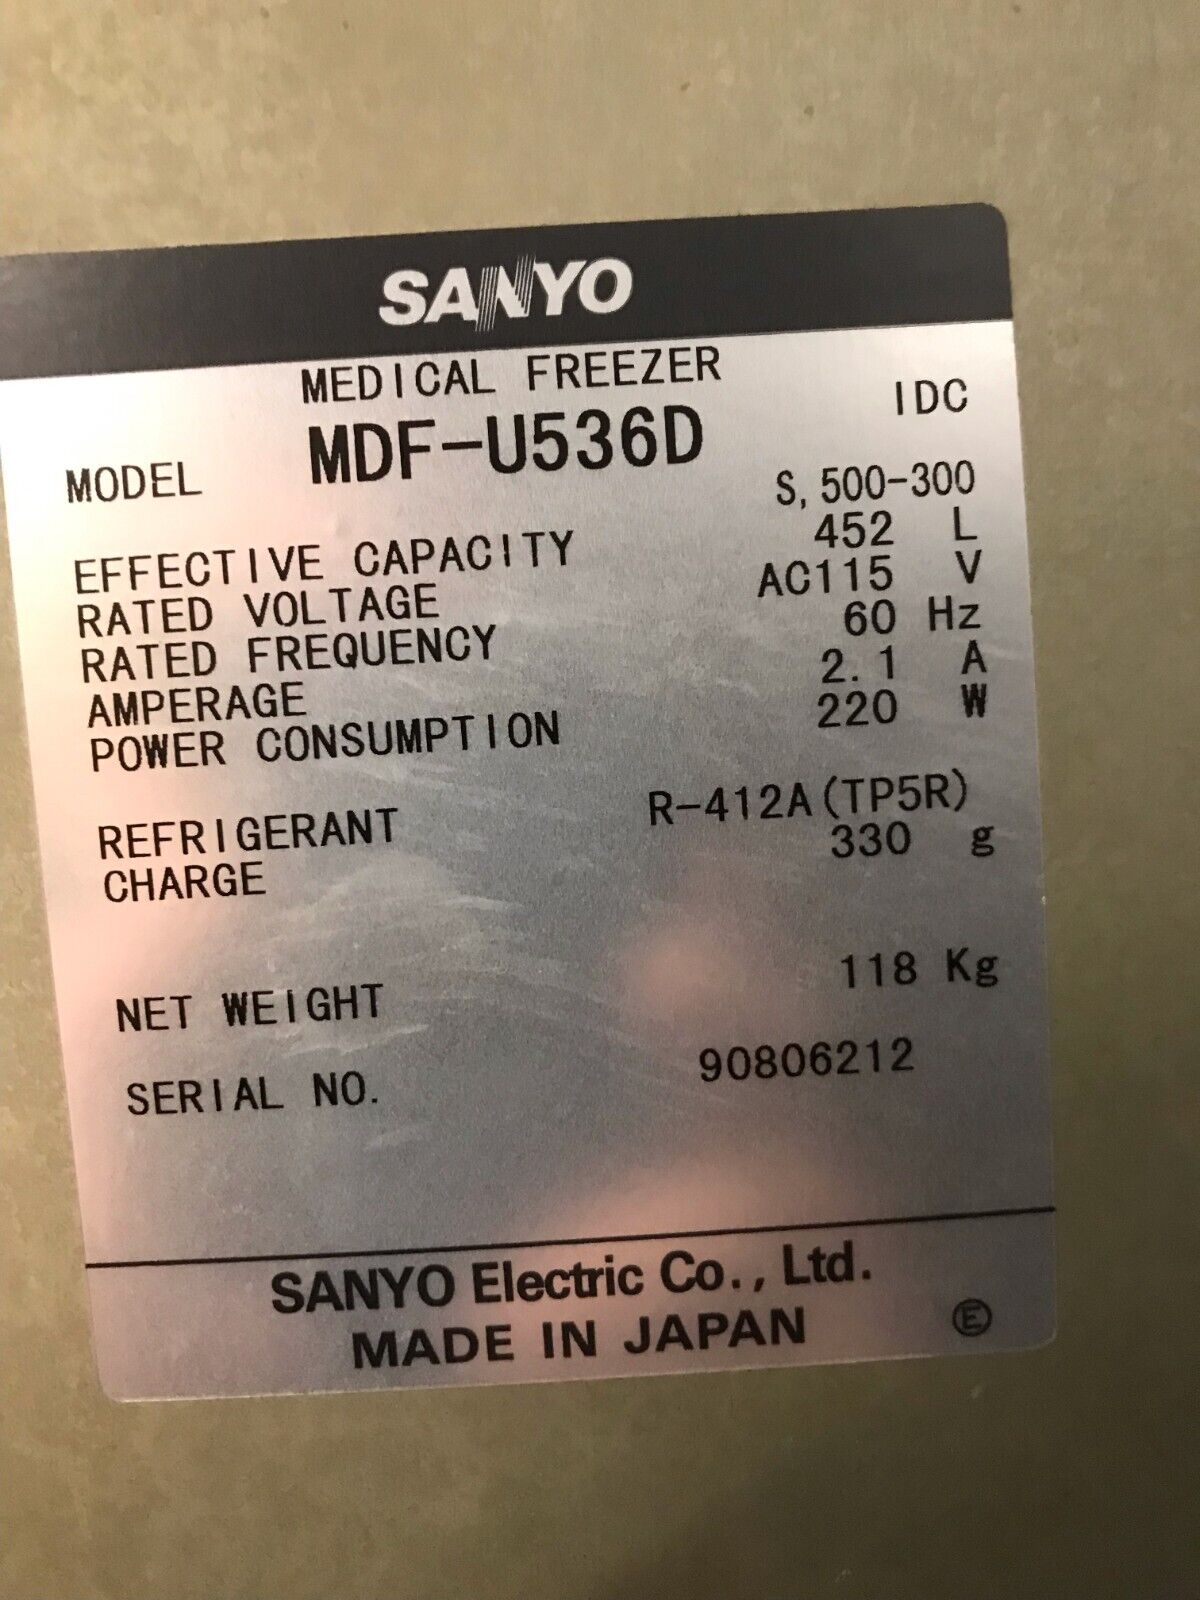 SANYO
MEDICAL FREEZER
IDC
MODEL MDF-U536D
S, 500-300
EFFECTIVE CAPACITY 452 L
RATED VOLTAGE AC115 V
RATED FREQUENCY 60 Hz
AMPERAGE 2.1 A
POWER CONSUMPTION 220 W
REFRIGERANT R-412A(TP5R)
CHARGE 330 g
NET WEIGHT 118 Kg
SERIAL NO. 90806212
SANYO Electric Co., Ltd.
MADE IN JAPAN
Ⓔ